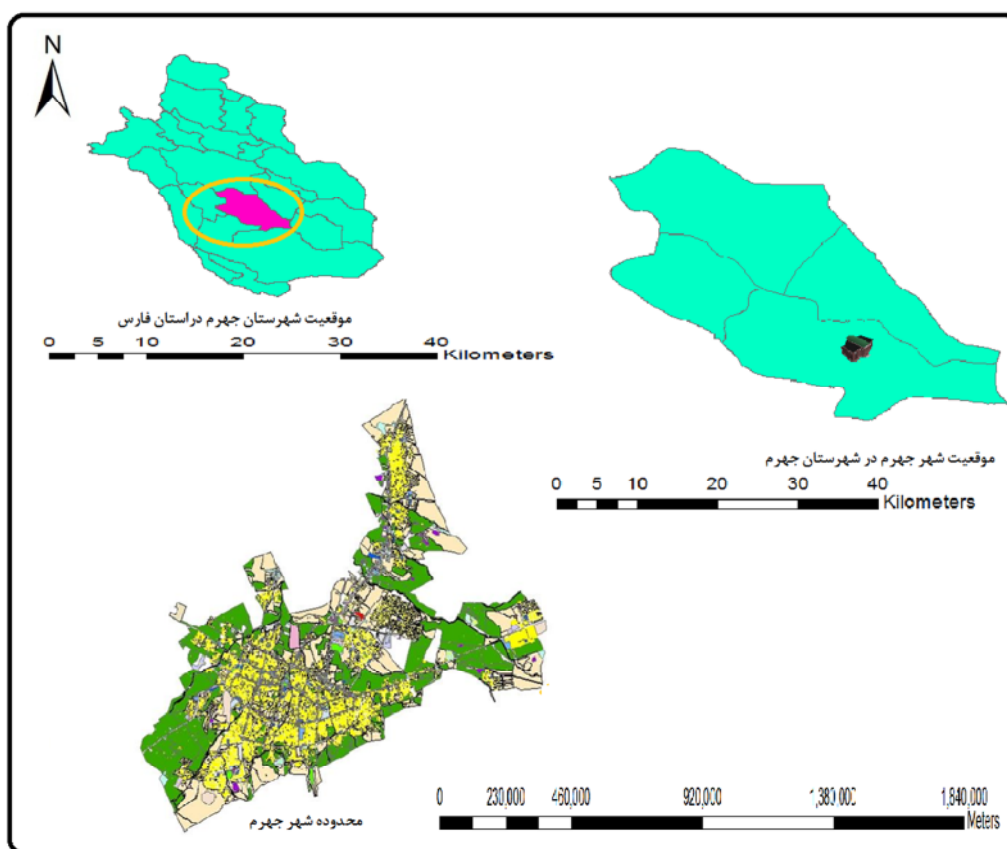 N
موقعیت شهرستان جهرم دراستان فارس
0 5 10 20 30 40
Kilometers
موقعیت شهر جهرم در شهرستان جهرم
0 5 10 20 30 40
Kilometers
محدوده شهر جهرم
0 230,000 460,000 920,000 1,380,000 1,840,000
Meters